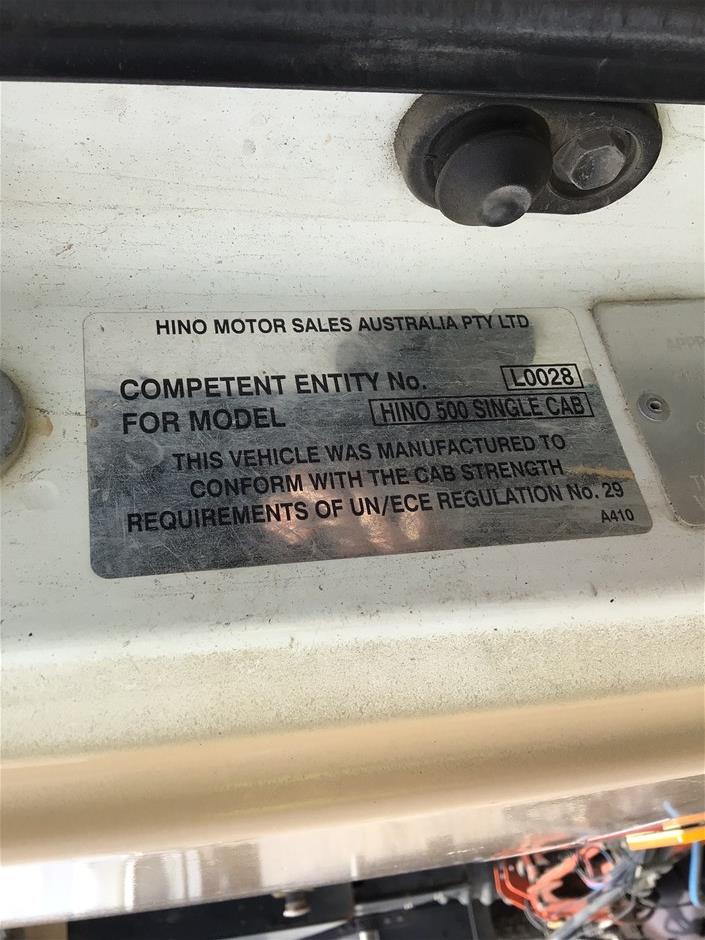 HINO MOTOR SALES AUSTRALIA PTY LTD
COMPETENT ENTITY No. L0028
FOR MODEL HINO 500 SINGLE CAB
THIS VEHICLE WAS MANUFACTURED TO
CONFORM WITH THE CAB STRENGTH
REQUIREMENTS OF UN/ECE REGULATION No. 29
A410